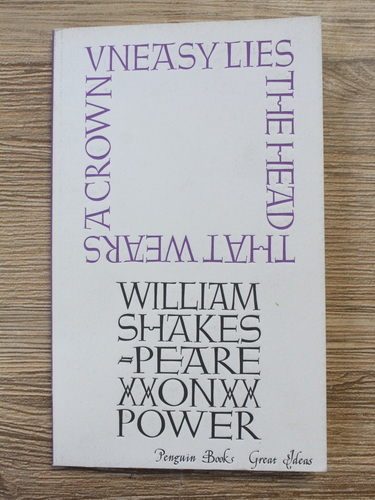 VNEASY LIES
THE HEAD
THAT WEARS
A CROWN
WILLIAM
SHAKES
-PEARE
XXONXX
POWER
Penguin Books Great Ideas